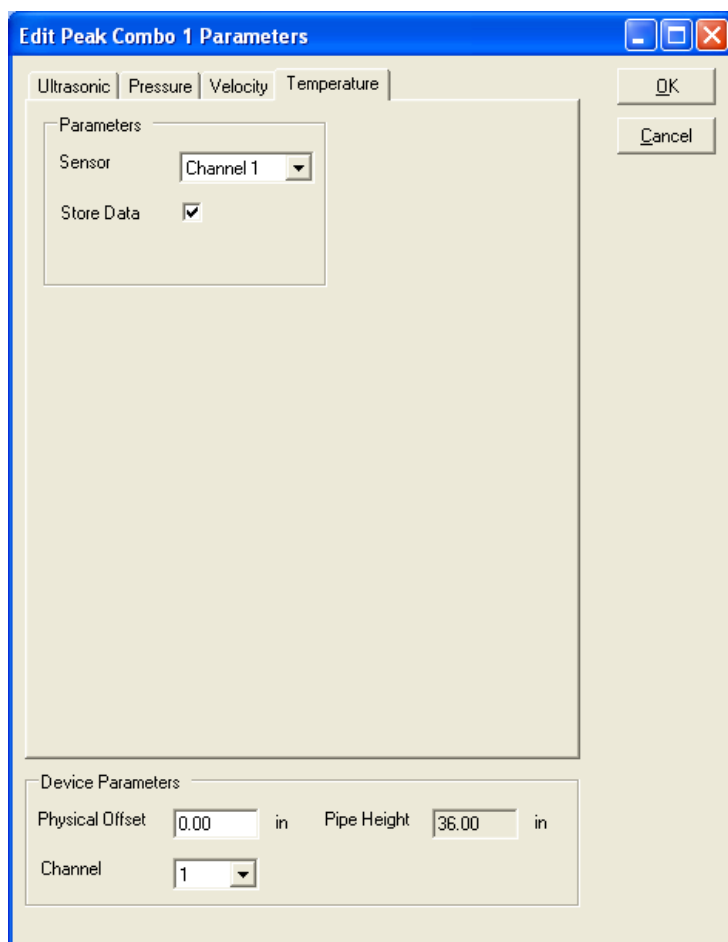 Edit Peak Combo 1 Parameters
Ultrasonic Pressure Velocity Temperature
OK
Parameters
Cancel
Sensor Channel 1
Store Data
Device Parameters
Physical Offset 0.00 in Pipe Height 36.00 in
Channel 1